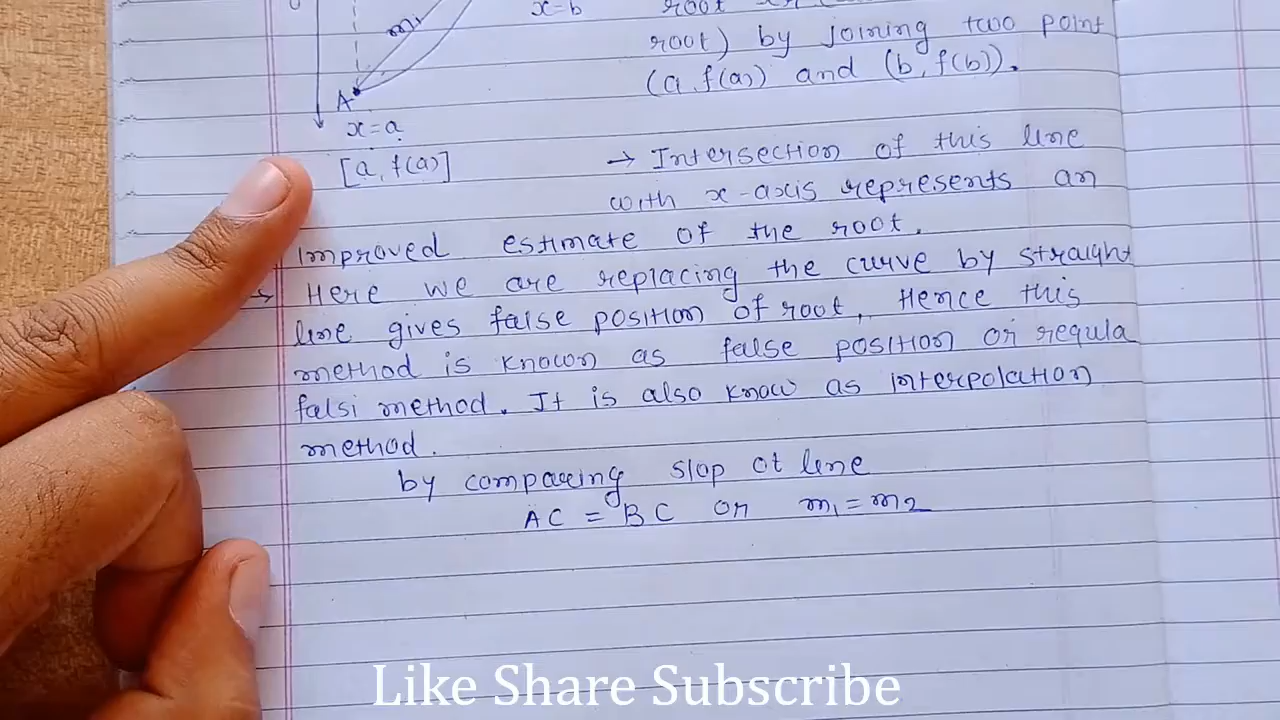 x=b
root
root) by joining two point
(a, f(a)) and (b, f(b)).
m1
A
x=a
[a, f(a)]
→ Intersection of this line
with x-axis represents an
improved estimate of the root.
→ Here we are replacing the curve by straight
line gives false position of root, Hence this
method is known as false position or regula
falsi method. It is also know as interpolation
method.
by comparing slop of line
AC = BC or m1 = m2
Like Share Subscribe